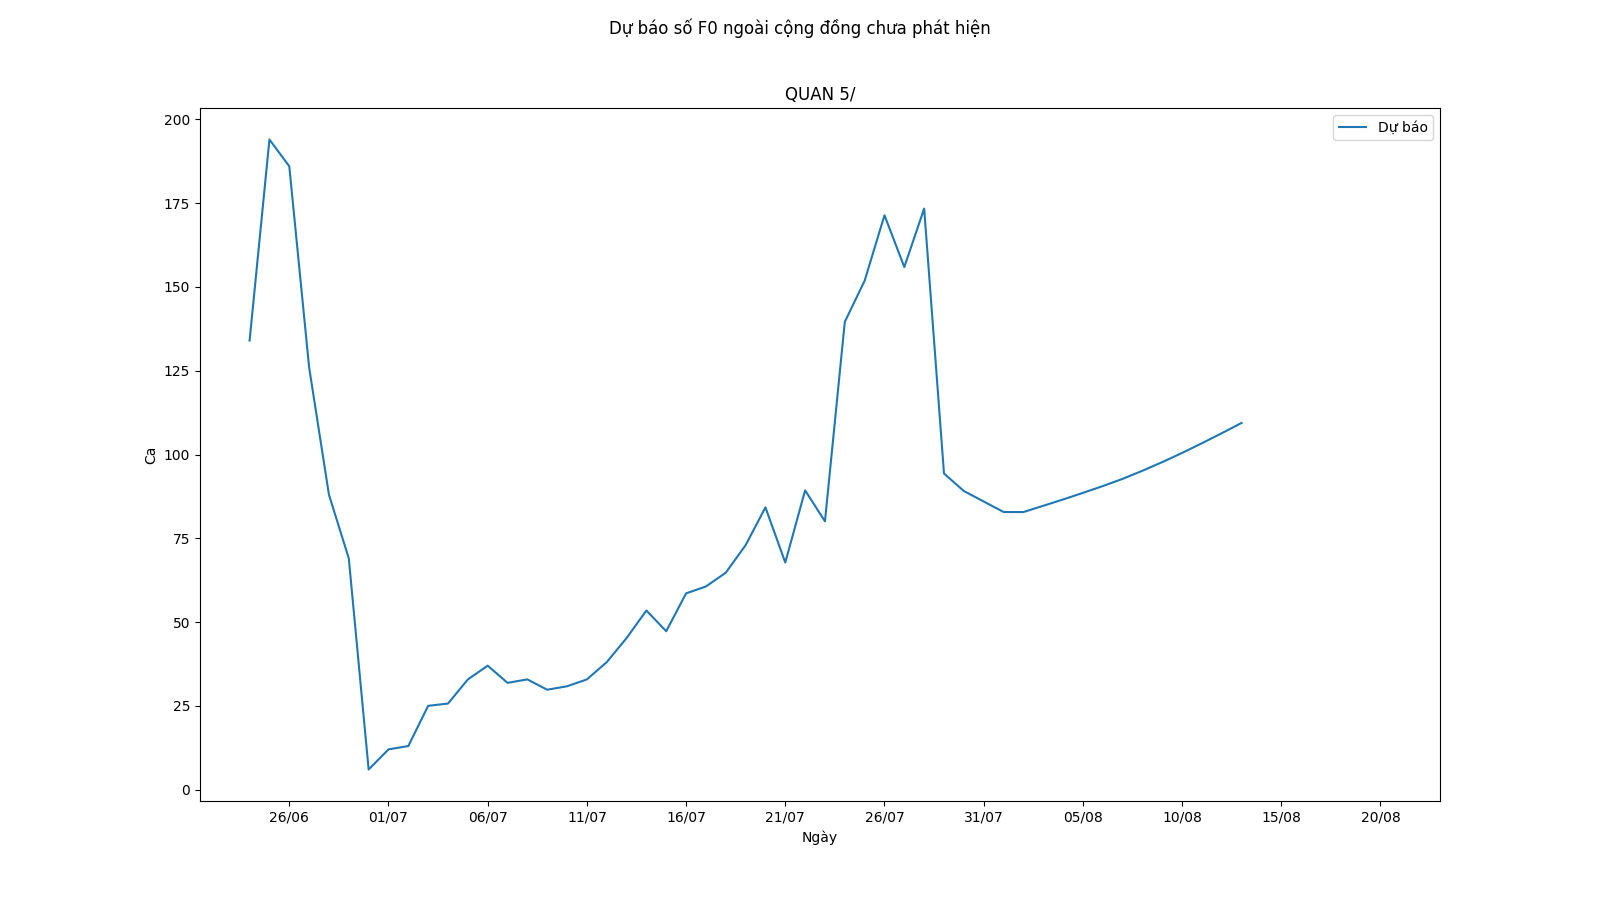 Dự báo số F0 ngoài cộng đồng chưa phát hiện
QUAN 5/
Dự báo
200
175
150
125
100
75
50
25
0
Ca
26/06 01/07 06/07 11/07 16/07 21/07 26/07 31/07 05/08 10/08 15/08 20/08
Ngày